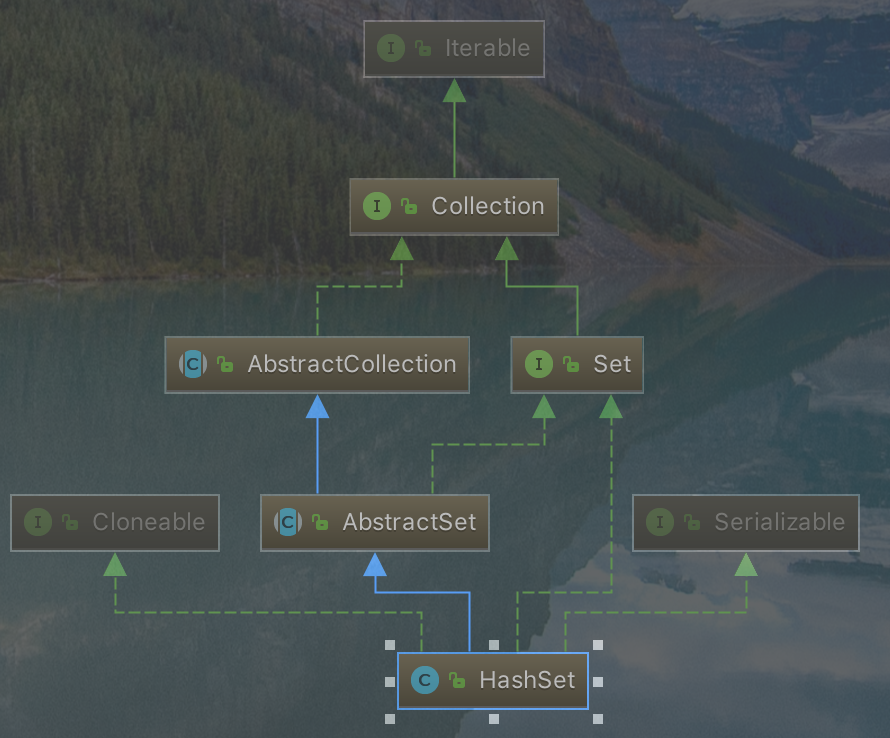 I Iterable
I Collection
C AbstractCollection
I Set
I Cloneable
C AbstractSet
I Serializable
C HashSet